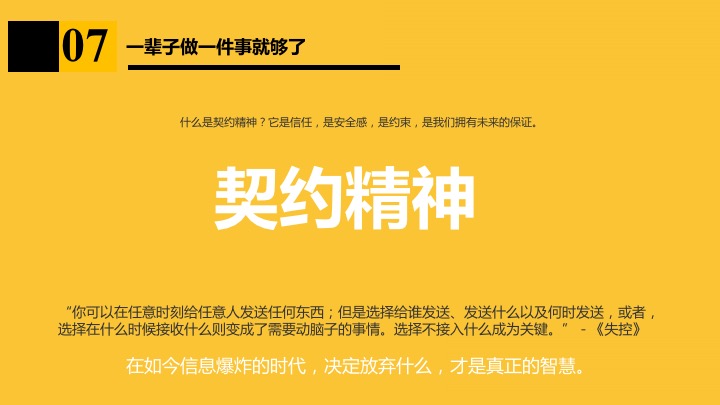 07
一辈子做一件事就够了
什么是契约精神？它是信任，是安全感，是约束，是我们拥有未来的保证。
契约精神
“你可以在任意时刻给任意人发送任何东西；但是选择给谁发送、发送什么以及何时发送，或者，
选择在什么时候接收什么则变成了需要动脑子的事情。选择不接入什么成为关键。” -《失控》
在如今信息爆炸的时代，决定放弃什么，才是真正的智慧。